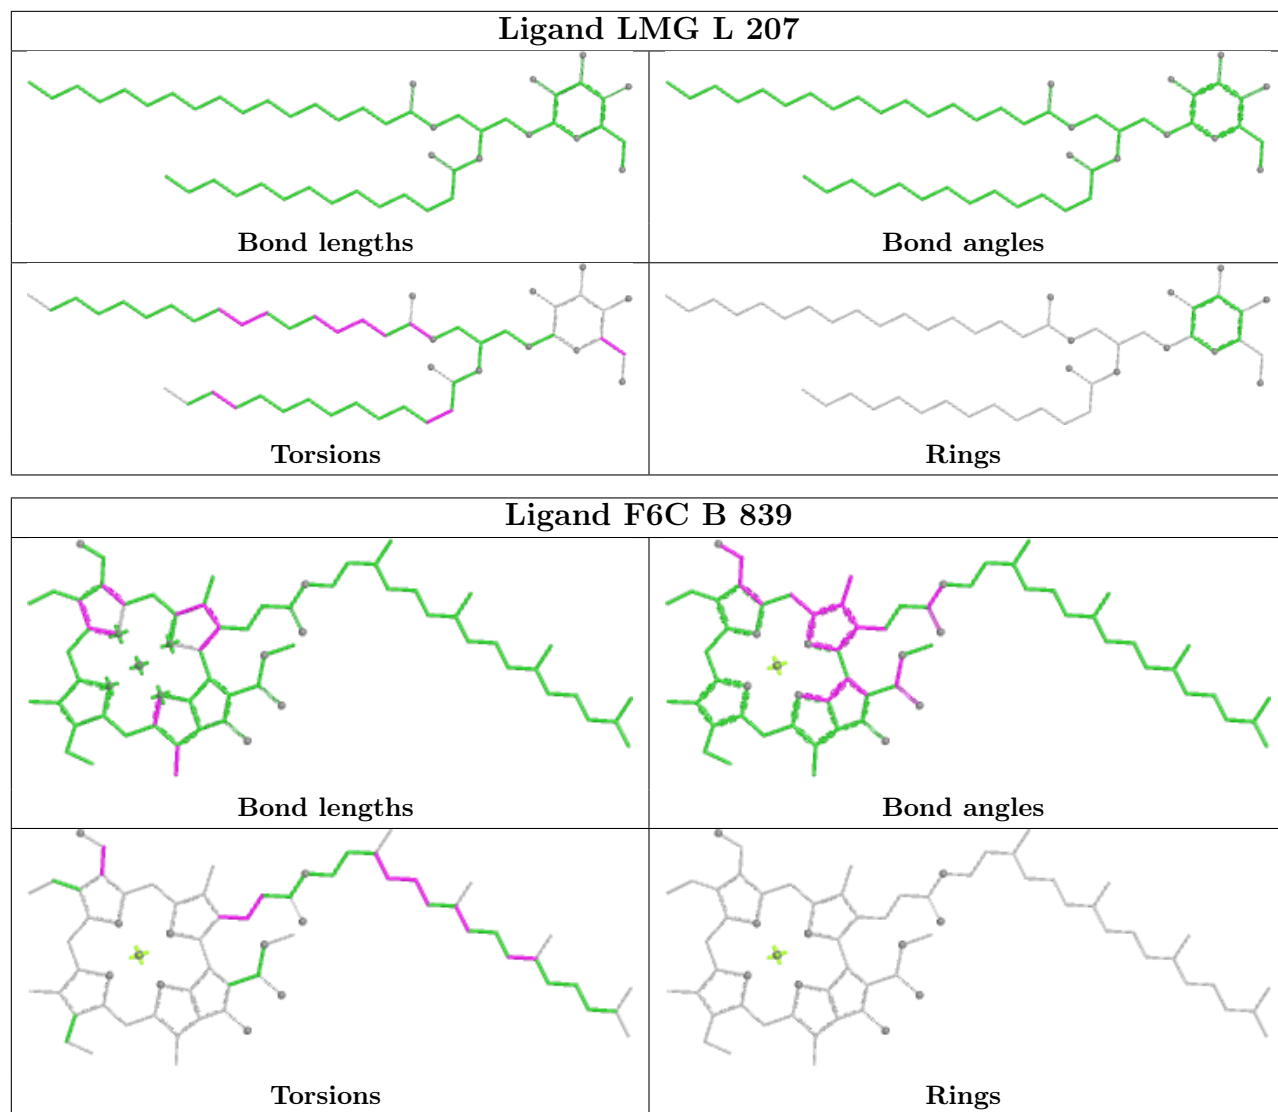 Ligand LMG L 207
Bond lengths
Bond angles
Torsions
Rings
Ligand F6C B 839
Bond lengths
Bond angles
Torsions
Rings